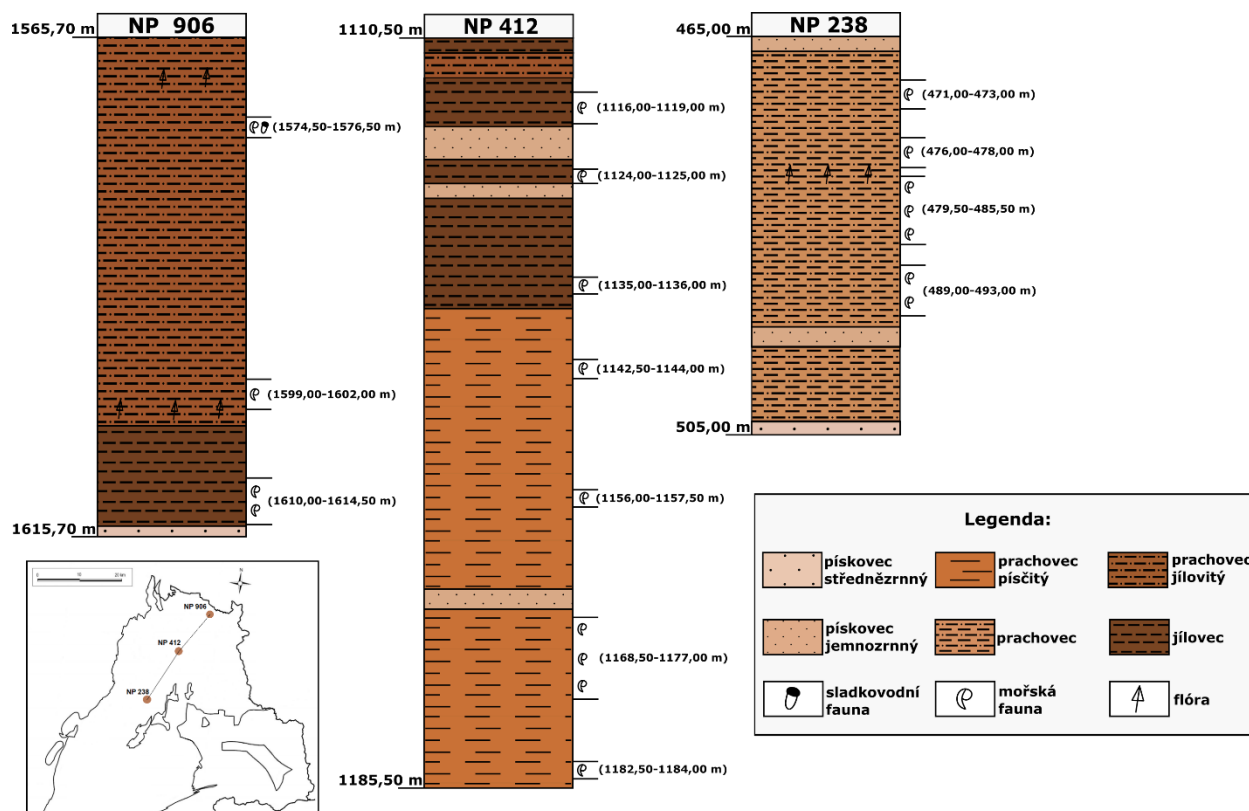 NP 906
1565,70 m
(1574,50-1576,50 m)
(1599,00-1602,00 m)
(1610,00-1614,50 m)
1615,70 m
NP 412
1110,50 m
(1116,00-1119,00 m)
(1124,00-1125,00 m)
(1135,00-1136,00 m)
(1142,50-1144,00 m)
(1156,00-1157,50 m)
(1168,50-1177,00 m)
(1182,50-1184,00 m)
1185,50 m
NP 238
465,00 m
(471,00-473,00 m)
(476,00-478,00 m)
(479,50-485,50 m)
(489,00-493,00 m)
505,00 m
Legenda:
pískovec
střednězrnný
prachovec
písčitý
prachovec
jílovitý
pískovec
jemnozrnný
prachovec
jílovec
sladkovodní
fauna
mořská
fauna
flóra
0 10 20 km
N
NP 906
NP 412
NP 238